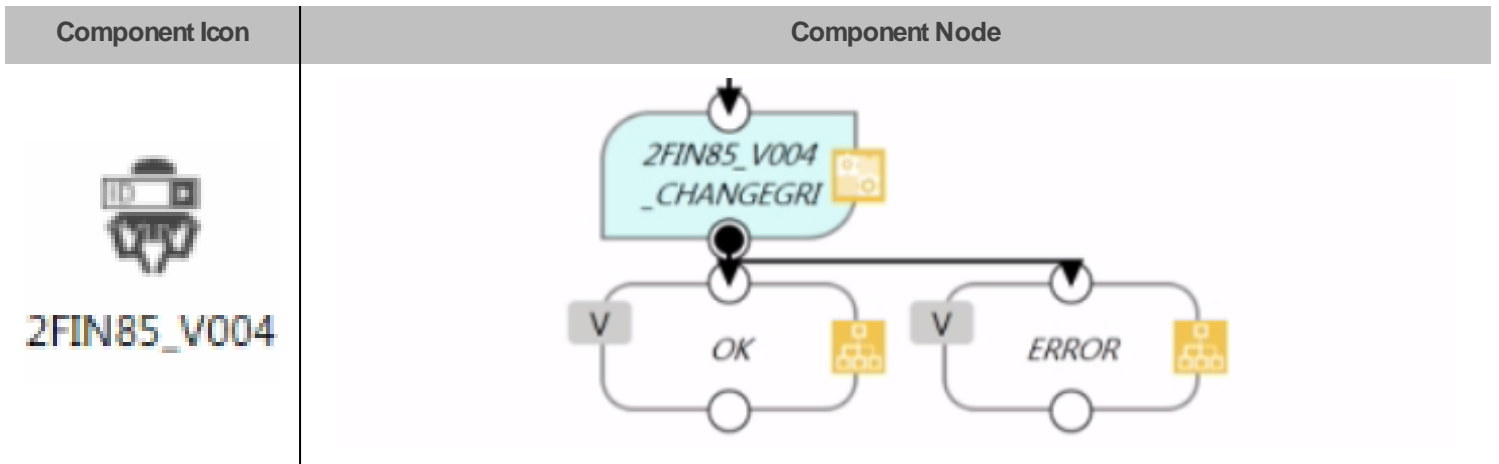 Component Icon
Component Node
ID
2FIN85_V004
2FIN85_V004
_CHANGEGRI
V
OK
V
ERROR